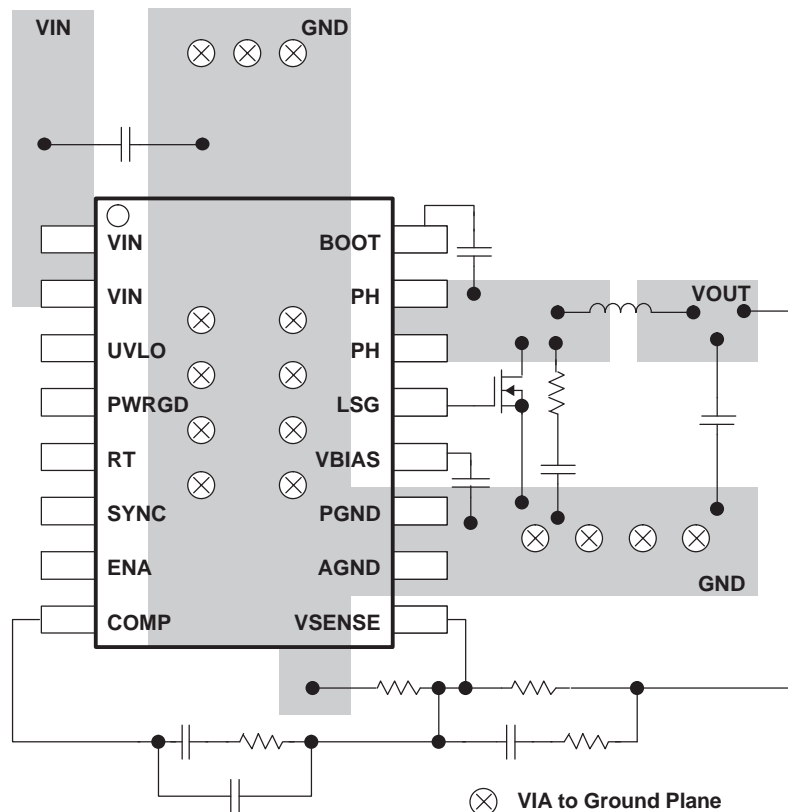 VIN
GND
VIN
BOOT
VIN
PH
VOUT
UVLO
PH
PWRGD
LSG
RT
VBIAS
SYNC
PGND
ENA
AGND
GND
COMP
VSENSE
VIA to Ground Plane